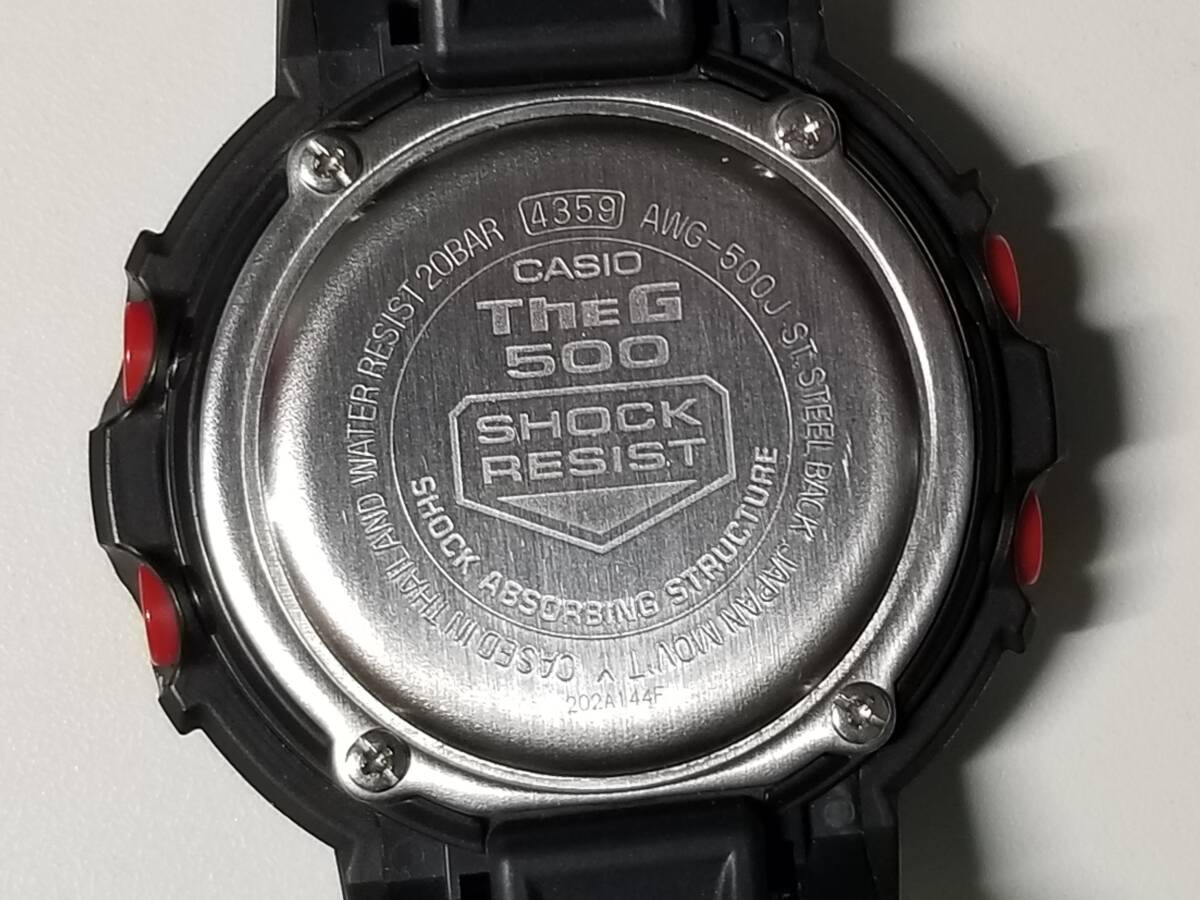 4359 AWG-500J ST.STEEL BACK JAPAN MOV'T Y CASED IN THAILAND WATER RESIST 20BAR
CASIO
THE G
500
SHOCK
RESIST
SHOCK ABSORBING STRUCTURE
202A144F